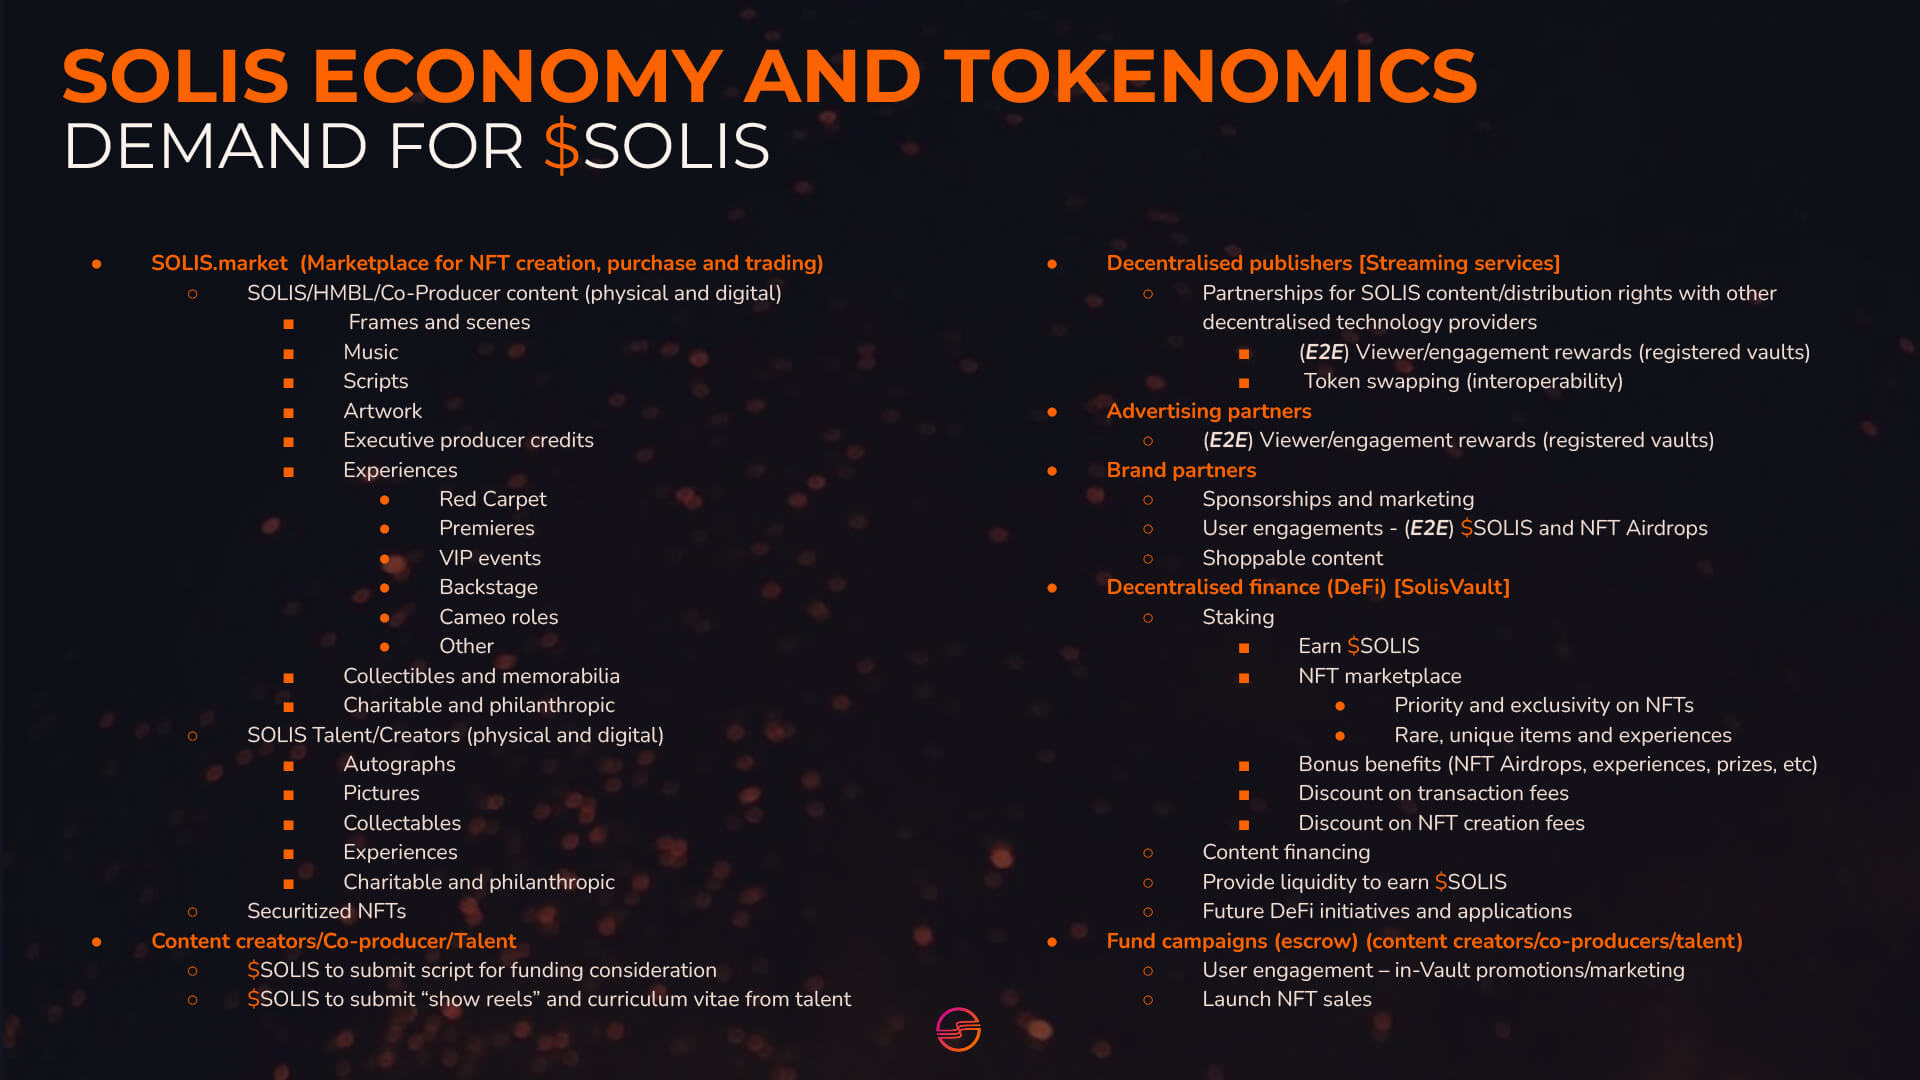 SOLIS ECONOMY AND TOKENOMICS
DEMAND FOR $SOLIS
● SOLIS.market (Marketplace for NFT creation, purchase and trading)
○ SOLIS/HMBL/Co-Producer content (physical and digital)
■ Frames and scenes
■ Music
■ Scripts
■ Artwork
■ Executive producer credits
■ Experiences
● Red Carpet
● Premieres
● VIP events
● Backstage
● Cameo roles
● Other
■ Collectibles and memorabilia
■ Charitable and philanthropic
○ SOLIS Talent/Creators (physical and digital)
■ Autographs
■ Pictures
■ Collectables
■ Experiences
■ Charitable and philanthropic
○ Securitized NFTs
● Content creators/Co-producer/Talent
○ $SOLIS to submit script for funding consideration
○ $SOLIS to submit “show reels” and curriculum vitae from talent
● Decentralised publishers [Streaming services]
○ Partnerships for SOLIS content/distribution rights with other
decentralised technology providers
■ (E2E) Viewer/engagement rewards (registered vaults)
■ Token swapping (interoperability)
● Advertising partners
○ (E2E) Viewer/engagement rewards (registered vaults)
● Brand partners
○ Sponsorships and marketing
○ User engagements - (E2E) $SOLIS and NFT Airdrops
○ Shoppable content
● Decentralised finance (DeFi) [SolisVault]
○ Staking
■ Earn $SOLIS
■ NFT marketplace
● Priority and exclusivity on NFTs
● Rare, unique items and experiences
■ Bonus benefits (NFT Airdrops, experiences, prizes, etc)
■ Discount on transaction fees
■ Discount on NFT creation fees
○ Content financing
○ Provide liquidity to earn $SOLIS
○ Future DeFi initiatives and applications
● Fund campaigns (escrow) (content creators/co-producers/talent)
○ User engagement – in-Vault promotions/marketing
○ Launch NFT sales